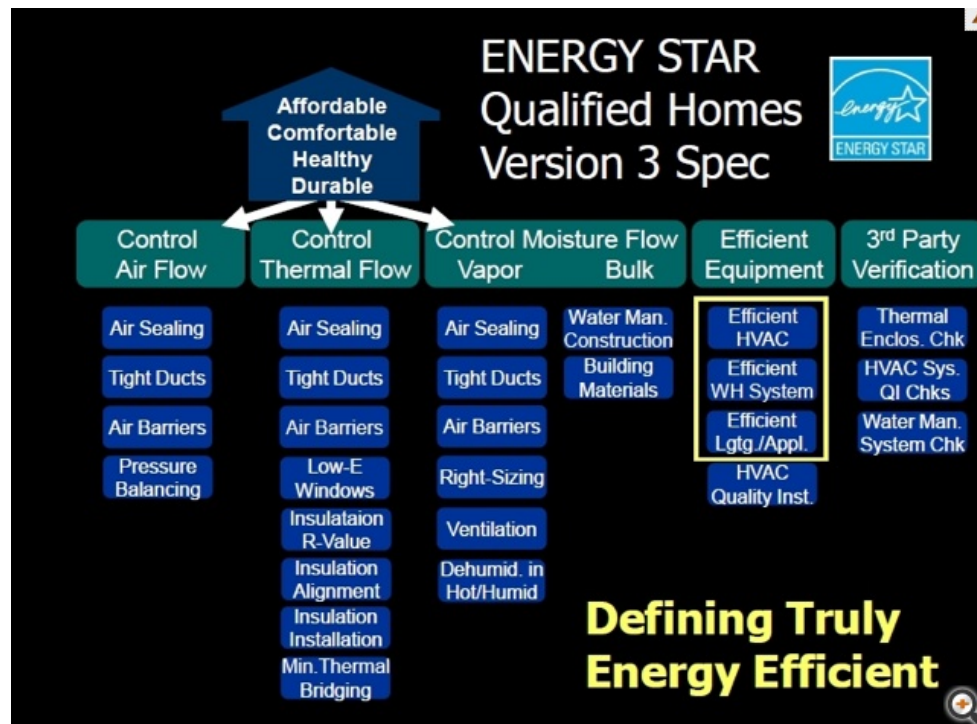 ENERGY STAR
Qualified Homes
Version 3 Spec
energy
ENERGY STAR
Affordable
Comfortable
Healthy
Durable
Control
Air Flow
Air Sealing
Tight Ducts
Air Barriers
Pressure
Balancing
Control
Thermal Flow
Air Sealing
Tight Ducts
Air Barriers
Low-E
Windows
Insulataion
R-Value
Insulation
Alignment
Insulation
Installation
Min.Thermal
Bridging
Control Moisture Flow
Vapor Bulk
Air Sealing
Tight Ducts
Air Barriers
Right-Sizing
Ventilation
Dehumid. in
Hot/Humid
Water Man.
Construction
Building
Materials
Efficient
Equipment
Efficient
HVAC
Efficient
WH System
Efficient
Lgtg./Appl.
HVAC
Quality Inst.
3rd Party
Verification
Thermal
Enclos. Chk
HVAC Sys.
QI Chks
Water Man.
System Chk
Defining Truly
Energy Efficient